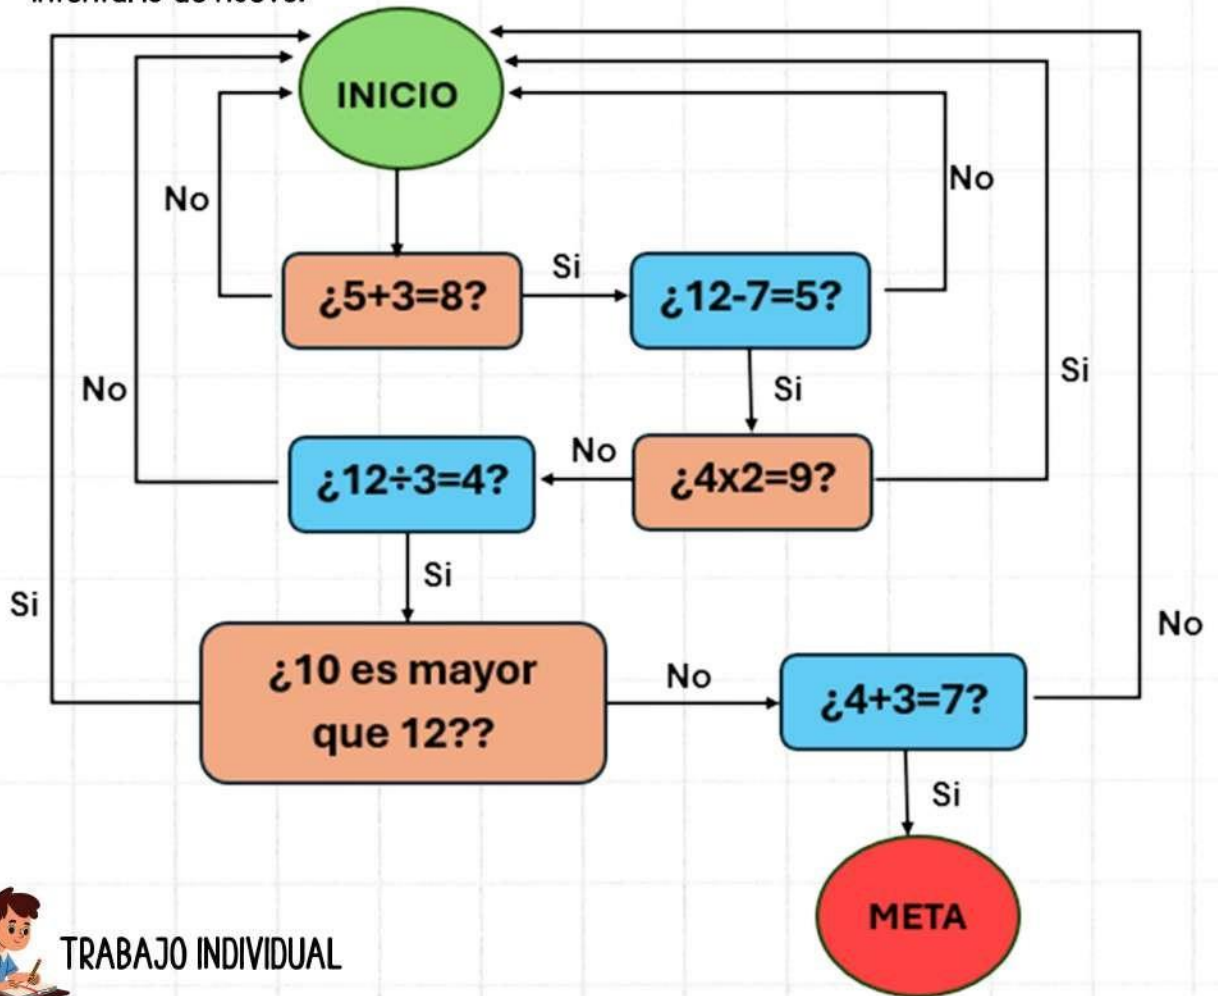 INICIO
No
No
¿5+3=8?
Si
¿12-7=5?
No
Si
Si
¿12÷3=4?
No
¿4x2=9?
Si
Si
¿10 es mayor
que 12??
No
¿4+3=7?
No
Si
META
TRABAJO INDIVIDUAL